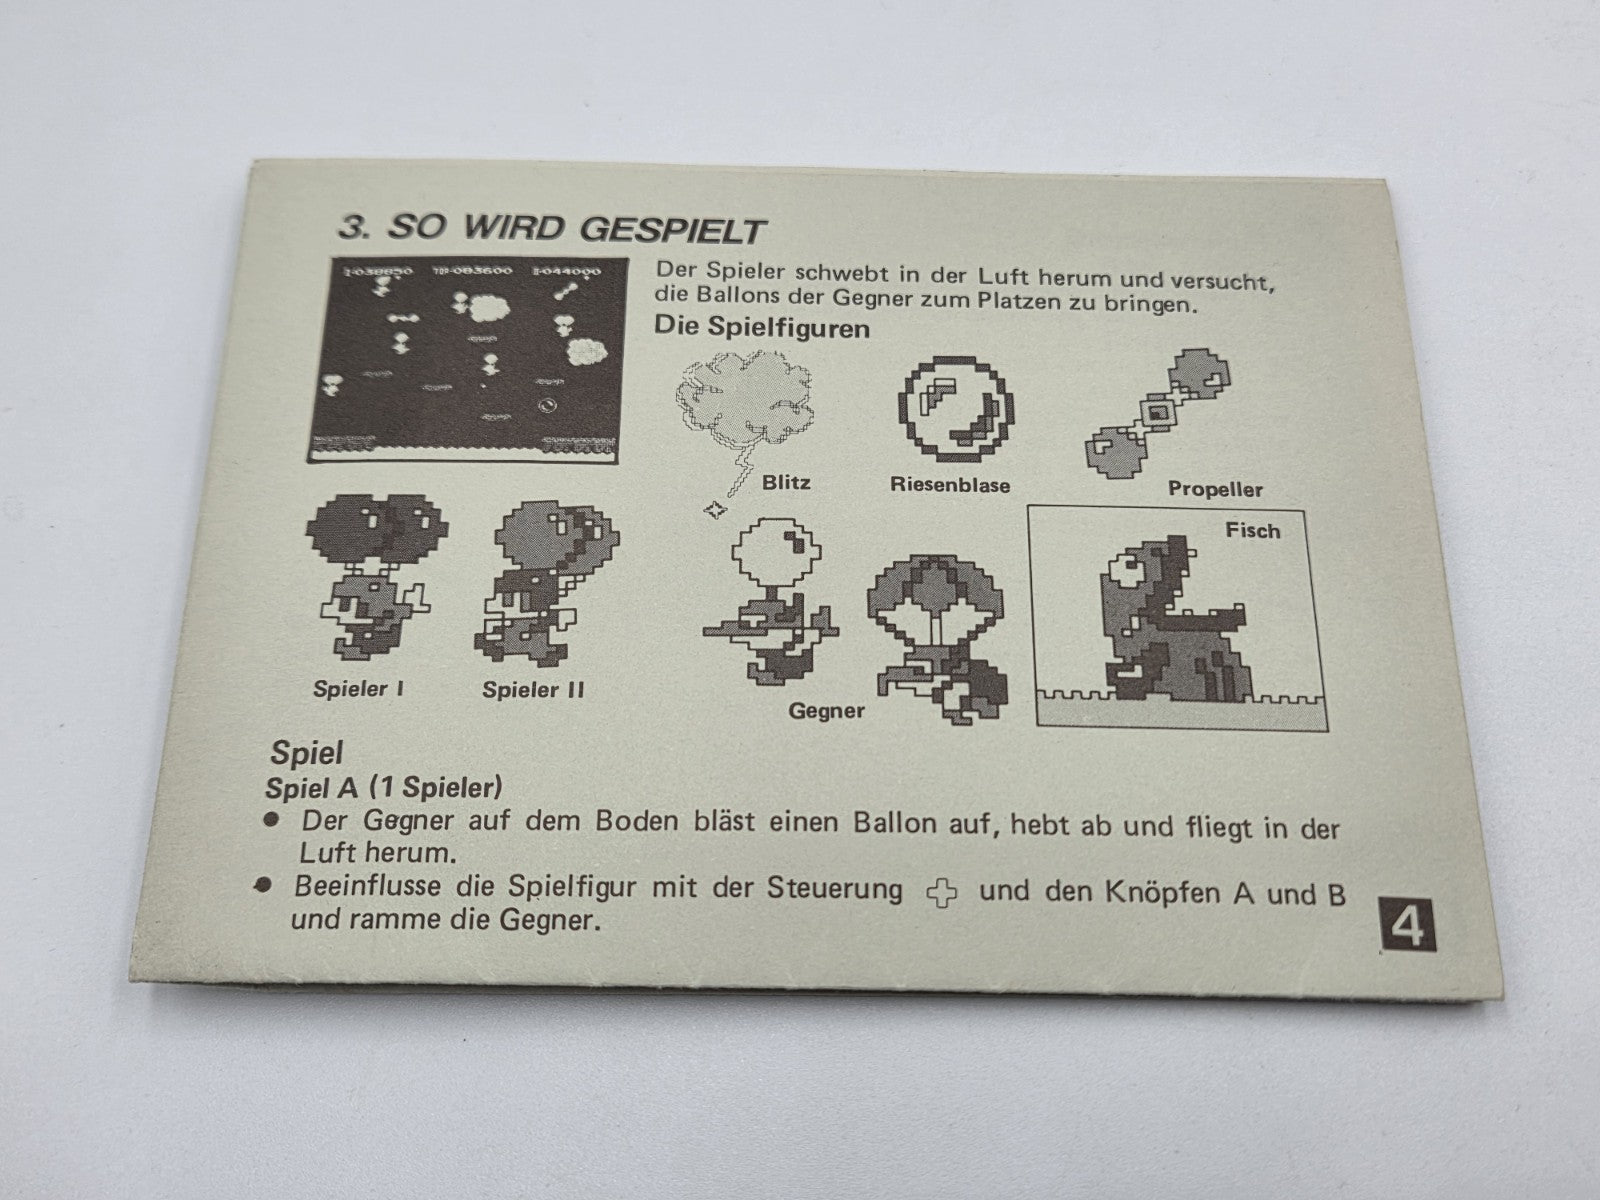 3. SO WIRD GESPIELT
I-038850 TOP-083600 II-044000
Der Spieler schwebt in der Luft herum und versucht,
die Ballons der Gegner zum Platzen zu bringen.
Die Spielfiguren
Blitz
Riesenblase
Propeller
Fisch
Spieler I
Spieler II
Gegner
Spiel
Spiel A (1 Spieler)
● Der Gegner auf dem Boden bläst einen Ballon auf, hebt ab und fliegt in der
Luft herum.
● Beeinflusse die Spielfigur mit der Steuerung und den Knöpfen A und B
und ramme die Gegner.
4